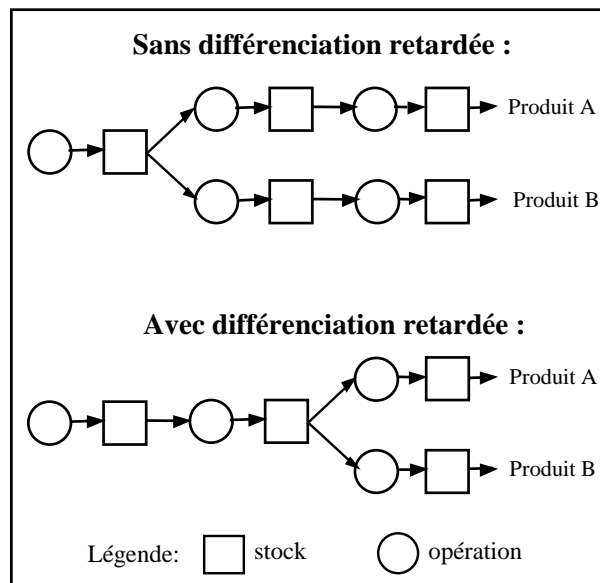 Sans différenciation retardée :
Produit A
Produit B
Avec différenciation retardée :
Produit A
Produit B
Légende: stock opération